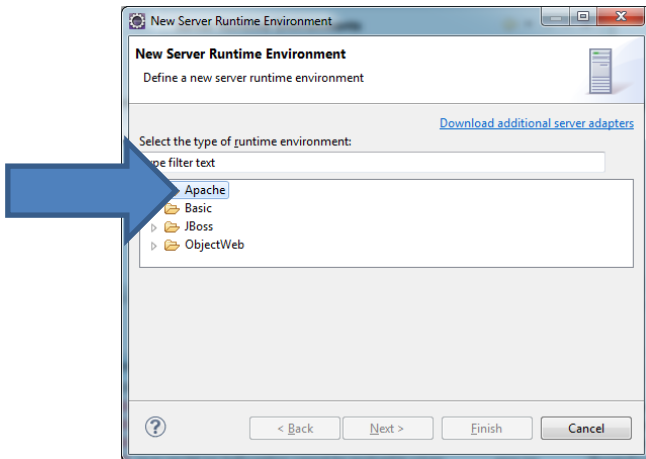 New Server Runtime Environment
New Server Runtime Environment
Define a new server runtime environment
Download additional server adapters
Select the type of runtime environment:
ype filter text
Apache
Basic
JBoss
ObjectWeb
? < Back Next > Finish Cancel